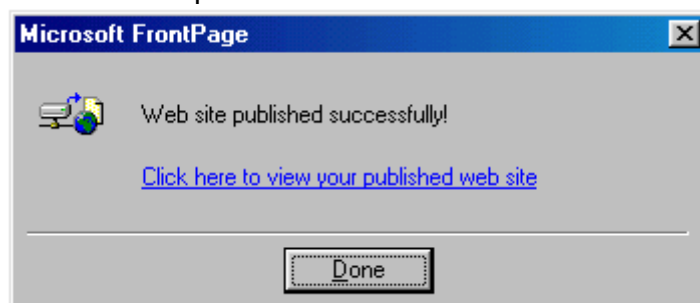 Microsoft FrontPage
Web site published successfully!
Click here to view your published web site
Done